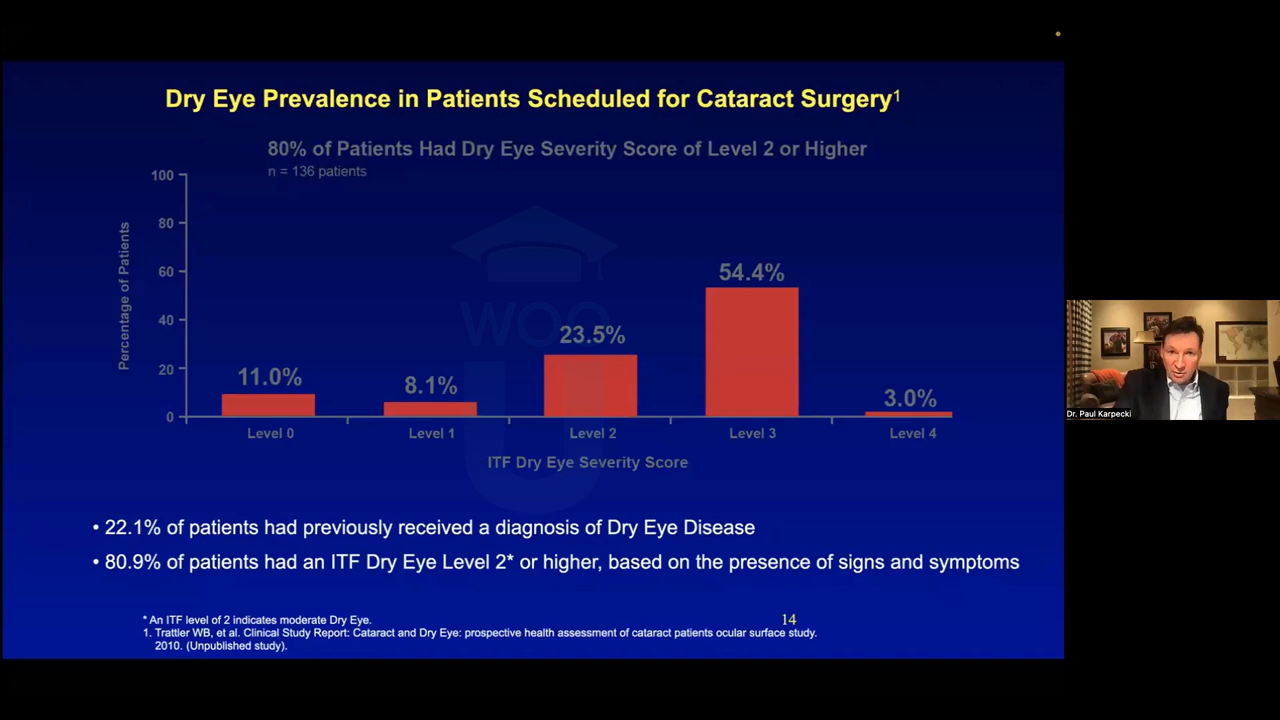 Dry Eye Prevalence in Patients Scheduled for Cataract Surgery¹
80% of Patients Had Dry Eye Severity Score of Level 2 or Higher
n = 136 patients
Percentage of Patients
100
80
60
40
20
0
11.0%
8.1%
23.5%
54.4%
3.0%
Level 0
Level 1
Level 2
Level 3
Level 4
ITF Dry Eye Severity Score
WOO
U
• 22.1% of patients had previously received a diagnosis of Dry Eye Disease
• 80.9% of patients had an ITF Dry Eye Level 2* or higher, based on the presence of signs and symptoms
* An ITF level of 2 indicates moderate Dry Eye.
14
1. Trattler WB, et al. Clinical Study Report: Cataract and Dry Eye: prospective health assessment of cataract patients ocular surface study.
2010. (Unpublished study).
Dr. Paul Karpecki